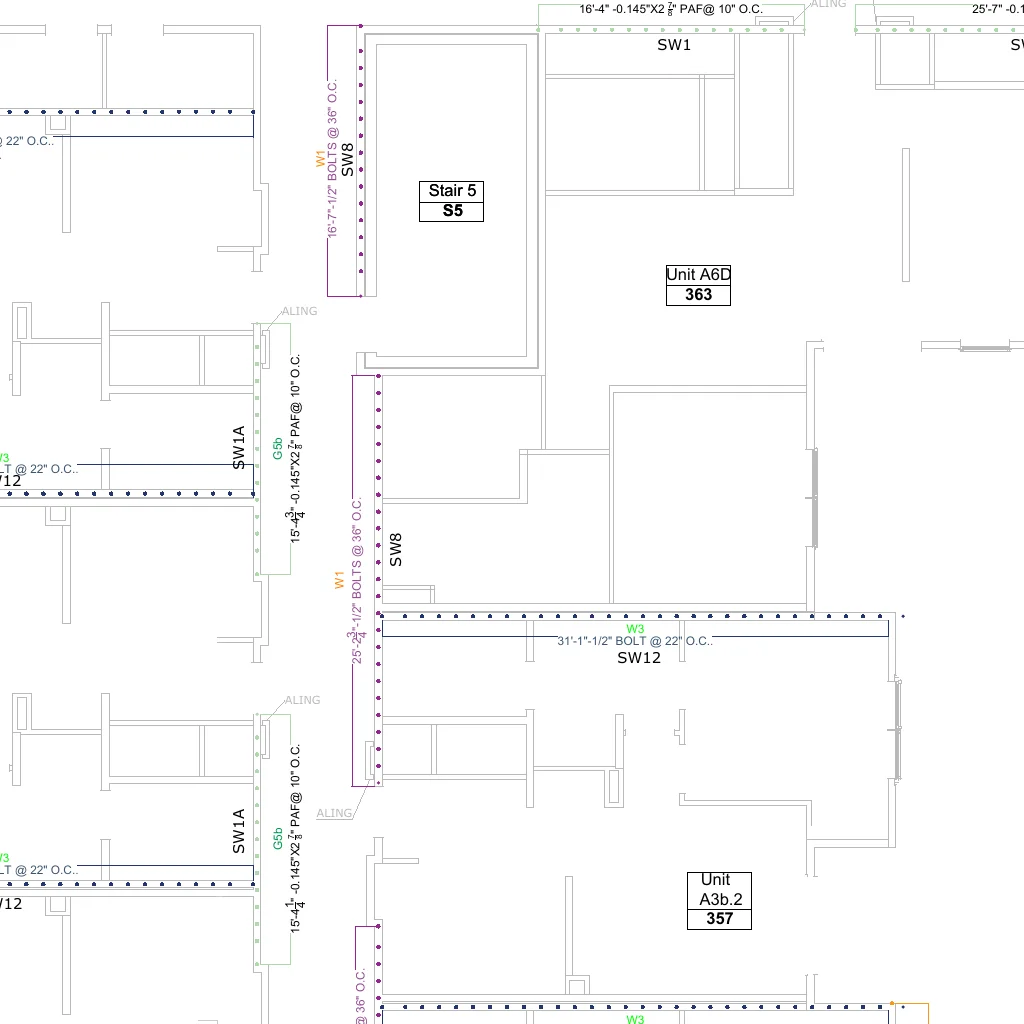 16'-4" -0.145"X2 7/8" PAF@ 10" O.C.
ALING
25'-7" -0.1
SW1
SW
@ 22" O.C..
W1
16'-7"-1/2" BOLTS @ 36" O.C.
SW8
Stair 5
S5
Unit A6D
363
ALING
W3
LT @ 22" O.C..
W12
SW1A
G5b
15'-4 3/4" -0.145"X2 7/8" PAF@ 10" O.C.
W1
25'-2 3/4"-1/2" BOLTS @ 36" O.C.
SW8
W3
31'-1"-1/2" BOLT @ 22" O.C..
SW12
ALING
SW1A
G5b
15'-4 1/4" -0.145"X2 7/8" PAF@ 10" O.C.
ALING
W3
LT @ 22" O.C..
W12
Unit
A3b.2
357
@ 36" O.C.
W3